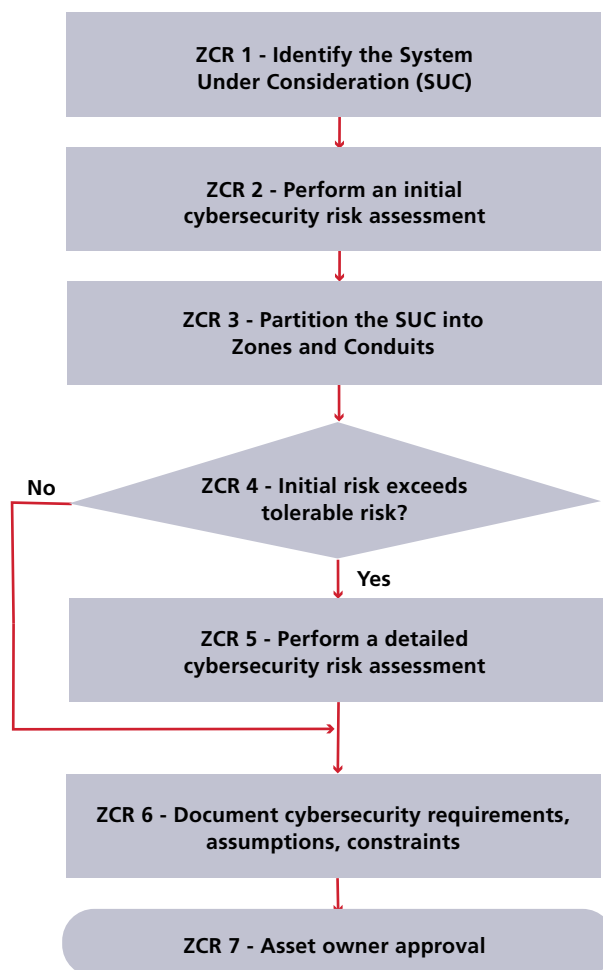 ZCR 1 - Identify the System
Under Consideration (SUC)
ZCR 2 - Perform an initial
cybersecurity risk assessment
ZCR 3 - Partition the SUC into
Zones and Conduits
No
ZCR 4 - Initial risk exceeds
tolerable risk?
Yes
ZCR 5 - Perform a detailed
cybersecurity risk assessment
ZCR 6 - Document cybersecurity requirements,
assumptions, constraints
ZCR 7 - Asset owner approval